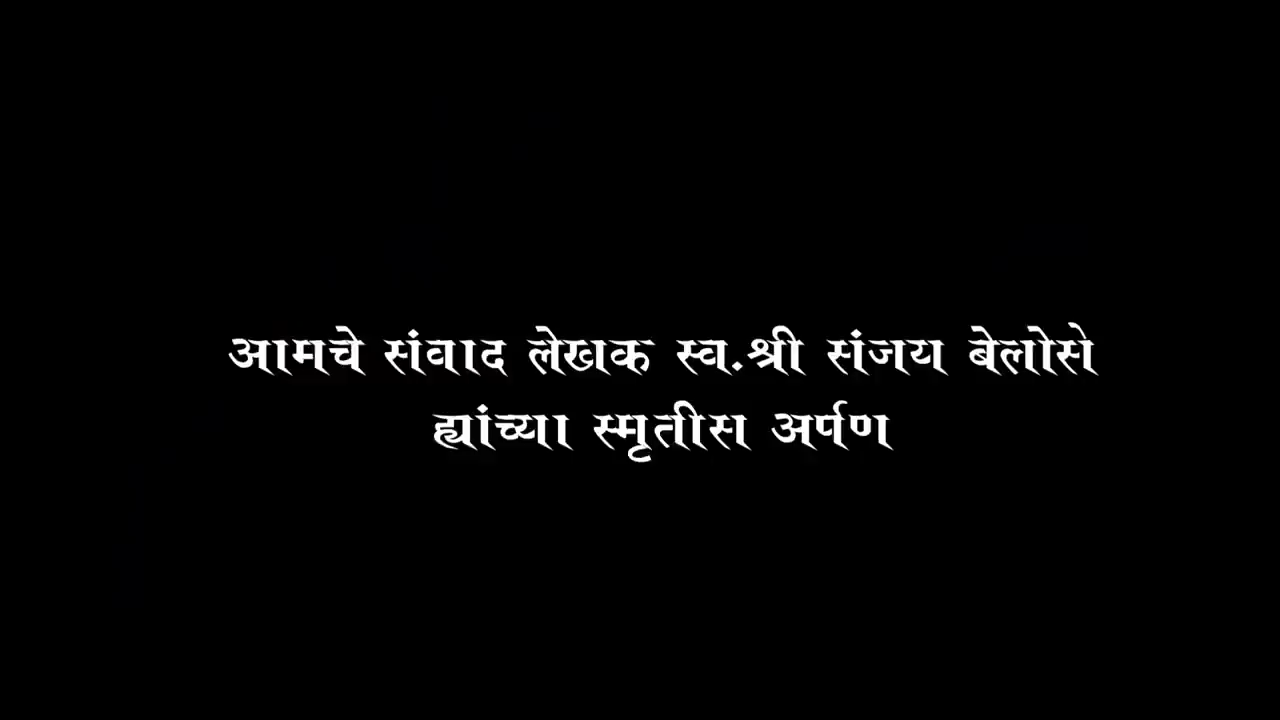 आमचे संवाद लेखक स्व.श्री संजय बेलोसे
ह्यांच्या स्मृतीस अर्पण